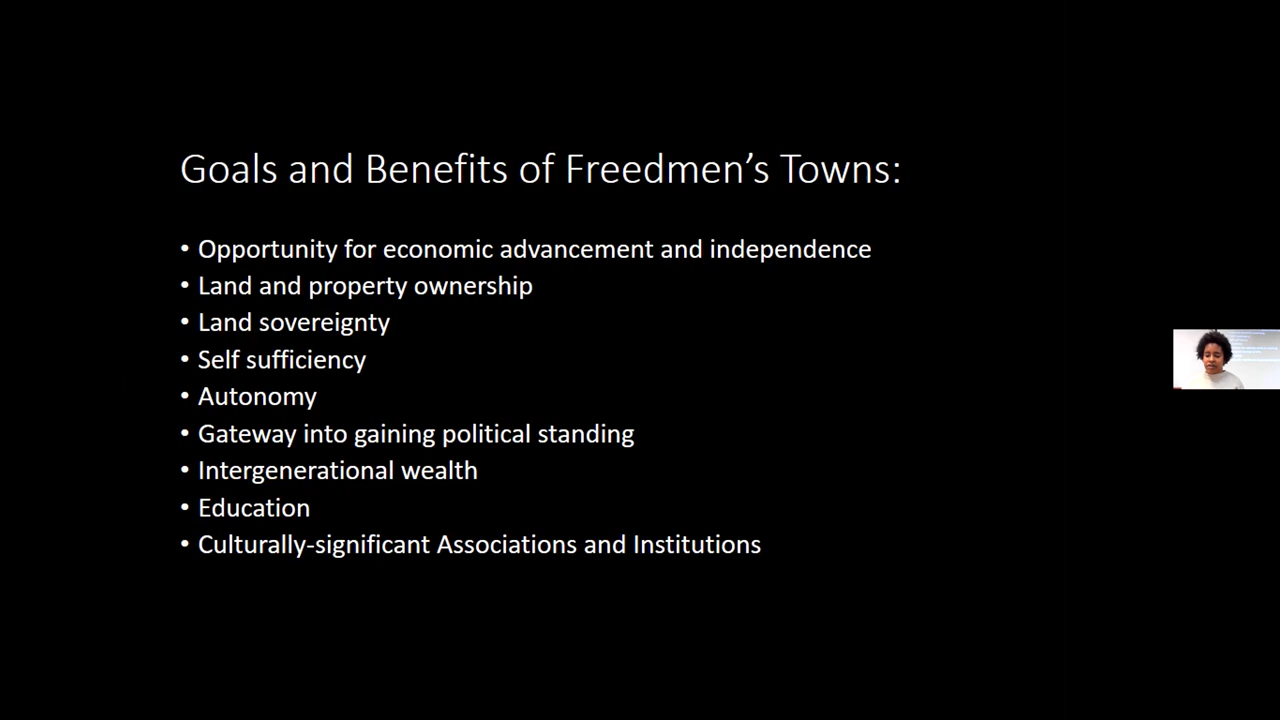 Goals and Benefits of Freedmen's Towns:
• Opportunity for economic advancement and independence
• Land and property ownership
• Land sovereignty
• Self sufficiency
• Autonomy
• Gateway into gaining political standing
• Intergenerational wealth
• Education
• Culturally-significant Associations and Institutions